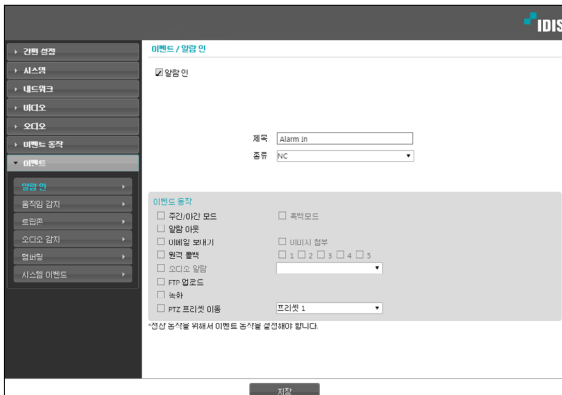 IDIS
간편 설정
시스템
네트워크
비디오
오디오
이벤트 동작
이벤트
알람 인
움직임 감지
트립존
오디오 감지
탬퍼링
시스템 이벤트
이벤트 / 알람 인
알람 인
제목 Alarm In
종류 NC
이벤트 동작
주간/야간 모드 흑백모드
알람 아웃
이메일 보내기 이미지 첨부
원격 콜백 1 2 3 4 5
오디오 알람
FTP 업로드
녹화
PTZ 프리셋 이동 프리셋 1
*정상 동작을 위해서 이벤트 동작을 설정해야 합니다.
저장